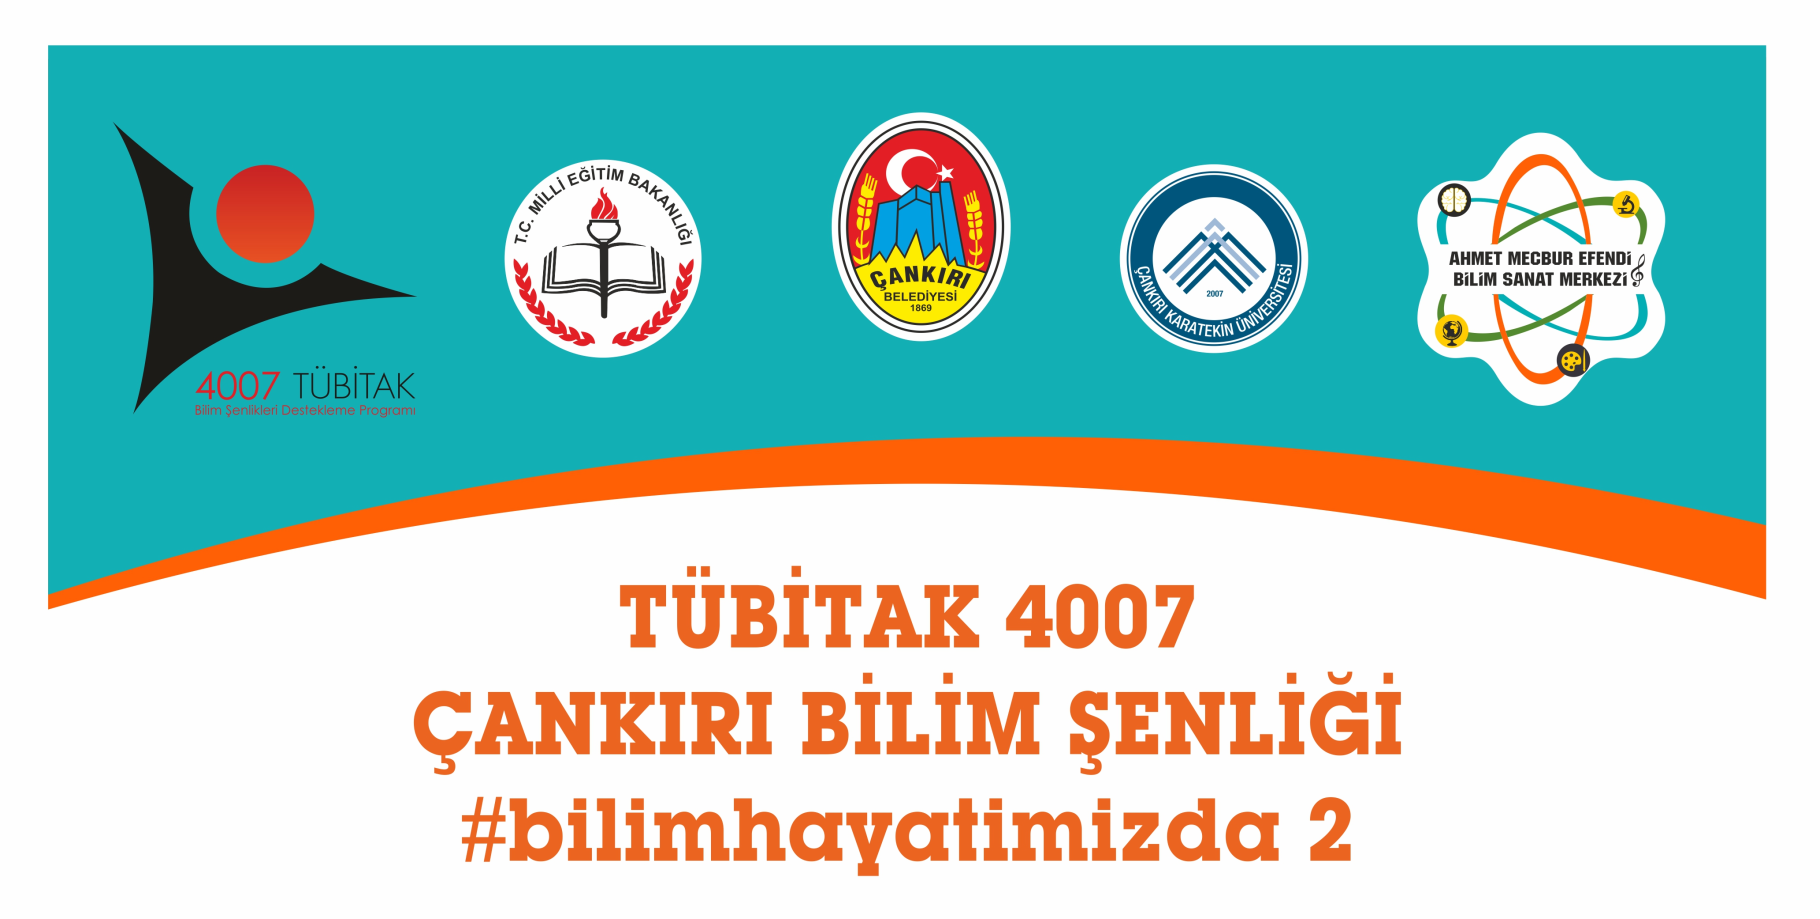 4007 TÜBİTAK
Bilim Şenlikleri Destekleme Programı
T.C. MİLLİ EĞİTİM BAKANLIĞI
ÇANKIRI
BELEDİYESİ
1869
2007
ÇANKIRI KARATEKİN ÜNİVERSİTESİ
AHMET MECBUR EFENDİ
BİLİM SANAT MERKEZİ
TÜBİTAK 4007
ÇANKIRI BİLİM ŞENLİĞİ
#bilimhayatimizda 2